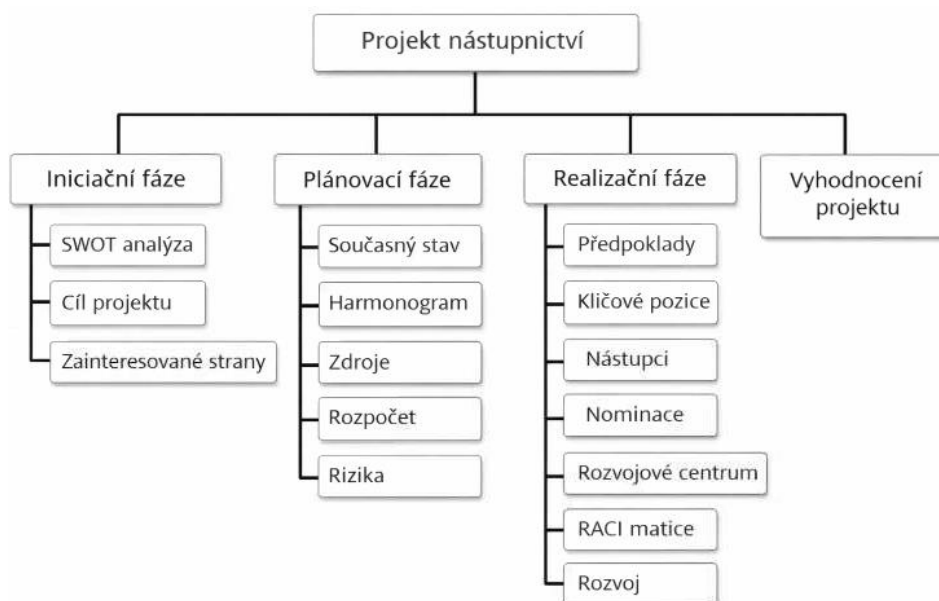 Projekt nástupnictví
Iniciační fáze
SWOT analýza
Cíl projektu
Zainteresované strany
Plánovací fáze
Současný stav
Harmonogram
Zdroje
Rozpočet
Rizika
Realizační fáze
Předpoklady
Kličové pozice
Nástupci
Nominace
Rozvojové centrum
RACI matice
Rozvoj
Vyhodnocení
projektu